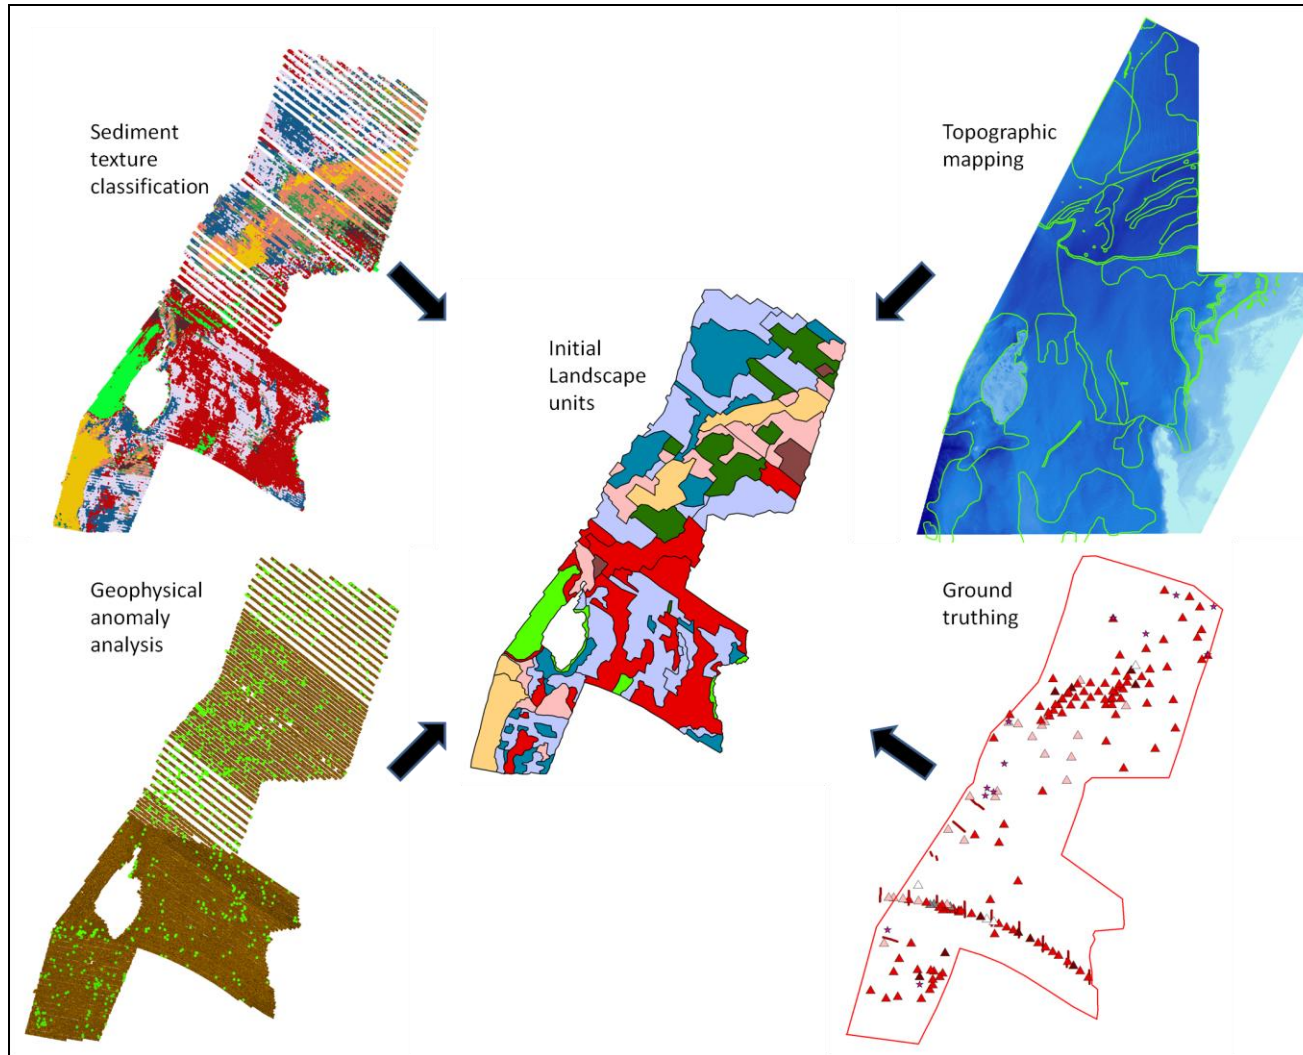 Sediment
texture
classification
Topographic
mapping
Initial
Landscape
units
Geophysical
anomaly
analysis
Ground
truthing